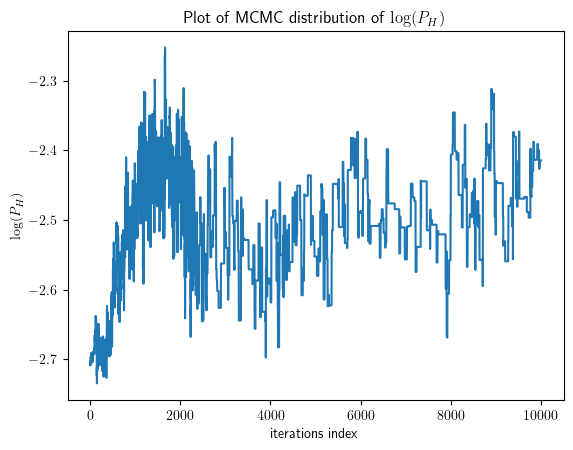 Plot of MCMC distribution of log(P_H)
log(P_H)
−2.3
−2.4
−2.5
−2.6
−2.7
0 2000 4000 6000 8000 10000
iterations index